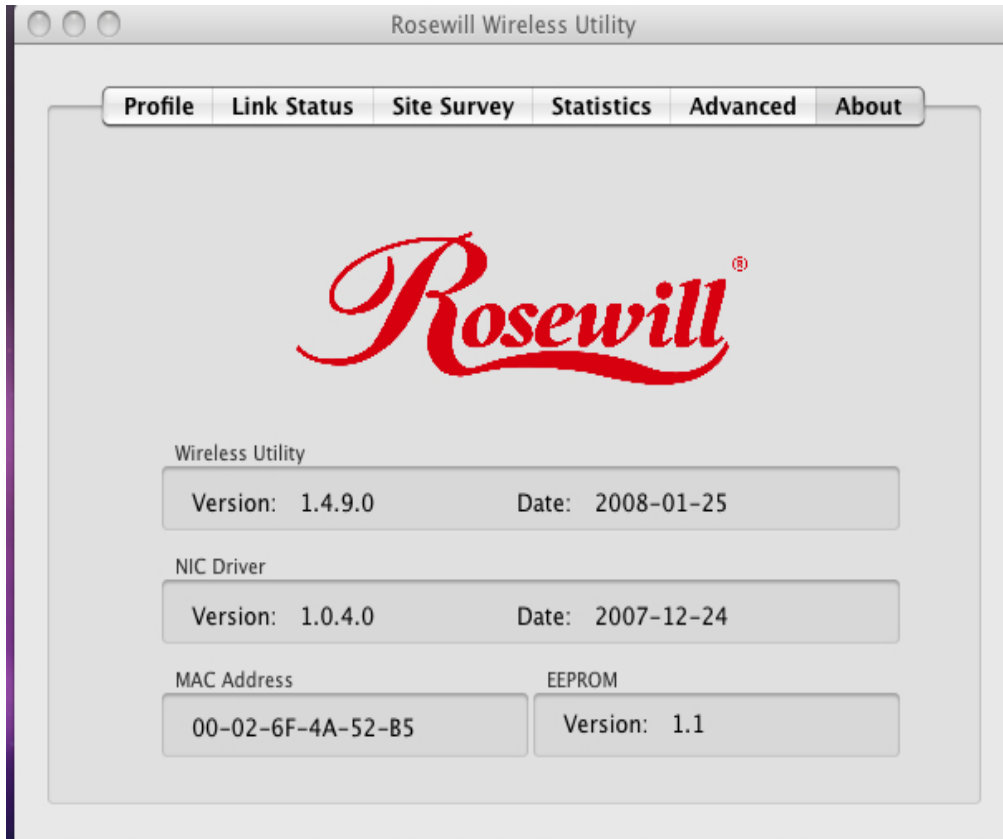 Rosewill Wireless Utility
Profile Link Status Site Survey Statistics Advanced About
Rosewill®
Wireless Utility
Version: 1.4.9.0 Date: 2008-01-25
NIC Driver
Version: 1.0.4.0 Date: 2007-12-24
MAC Address EEPROM
00-02-6F-4A-52-B5 Version: 1.1